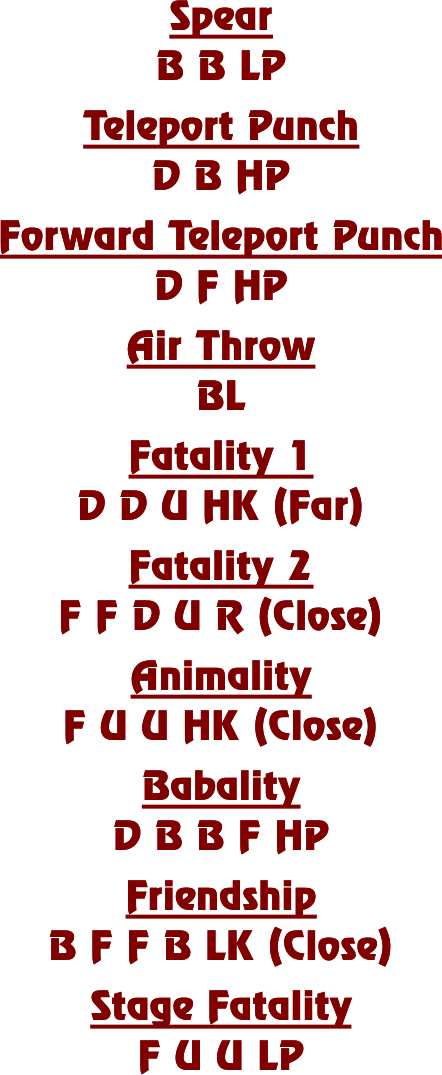 Spear
B B LP
Teleport Punch
D B HP
Forward Teleport Punch
D F HP
Air Throw
BL
Fatality 1
D D U HK (Far)
Fatality 2
F F D U R (Close)
Animality
F U U HK (Close)
Babality
D B B F HP
Friendship
B F F B LK (Close)
Stage Fatality
F U U LP